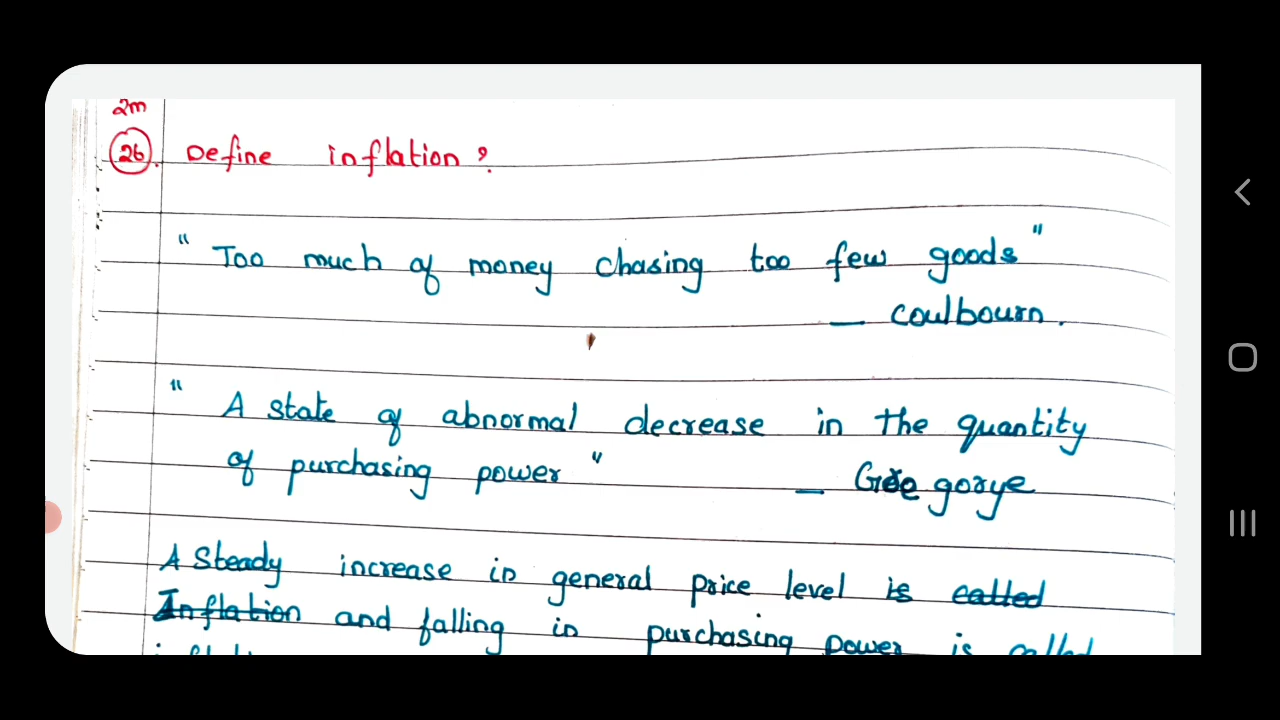 2m
26. Define inflation?
" Too much of money chasing too few goods "
— coulbourn.
" A state of abnormal decrease in the quantity
of purchasing power "
— Gregorye
A steady increase in general price level is called
Inflation and falling in purchasing power is called